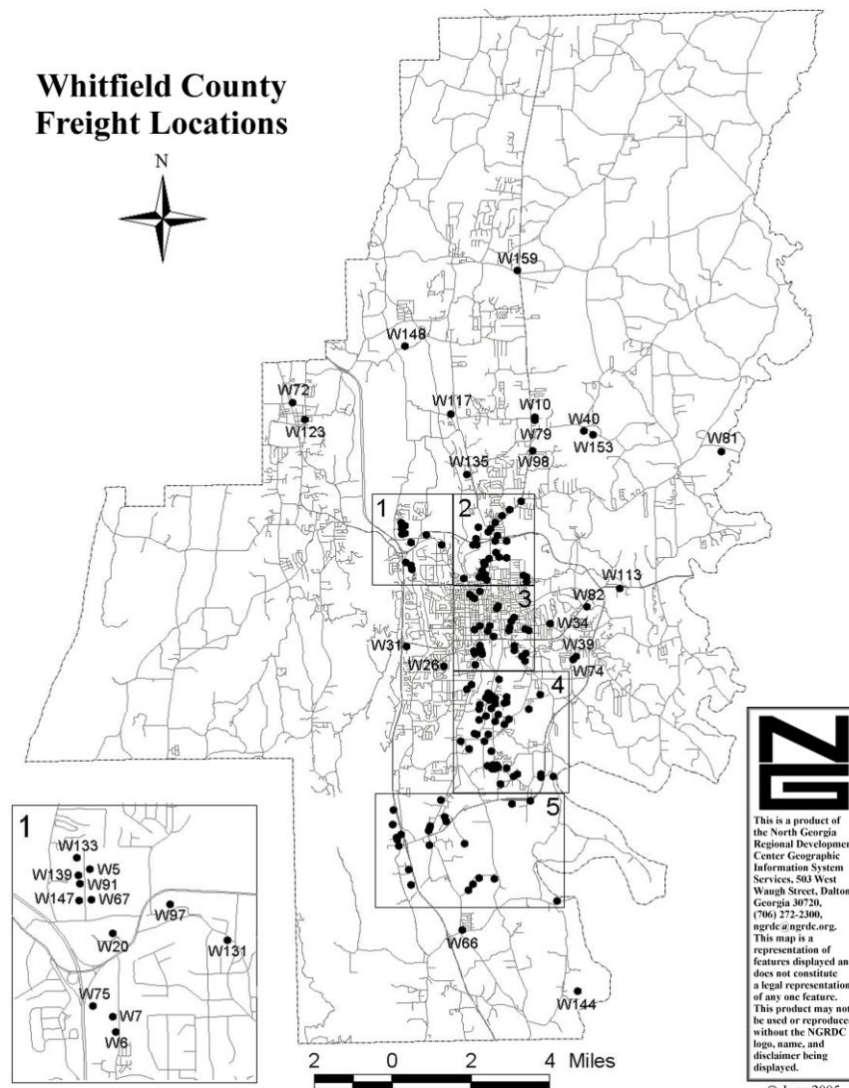 Whitfield County
Freight Locations
N
W159
W148
W72
W123
W117
W10
W79
W40
W153
W81
W98
W135
1
2
W113
W82
3
W34
W31
W26
W39
W74
4
5
W66
W144
1
W133
W5
W139
W91
W147
W67
W97
W20
W131
W75
W7
W6
2 0 2 4 Miles
NG
This is a product of
the North Georgia
Regional Developmen
Center Geographic
Information System
Services, 503 West
Waugh Street, Dalton
Georgia 30720,
(706) 272-2300,
ngrdc@ngrdc.org.
This map is a
representation of
features displayed an
does not constitute
a legal representation
of any one feature.
This product may not
be used or reproduce
without the NGRDC
logo, name, and
disclaimer being
displayed.